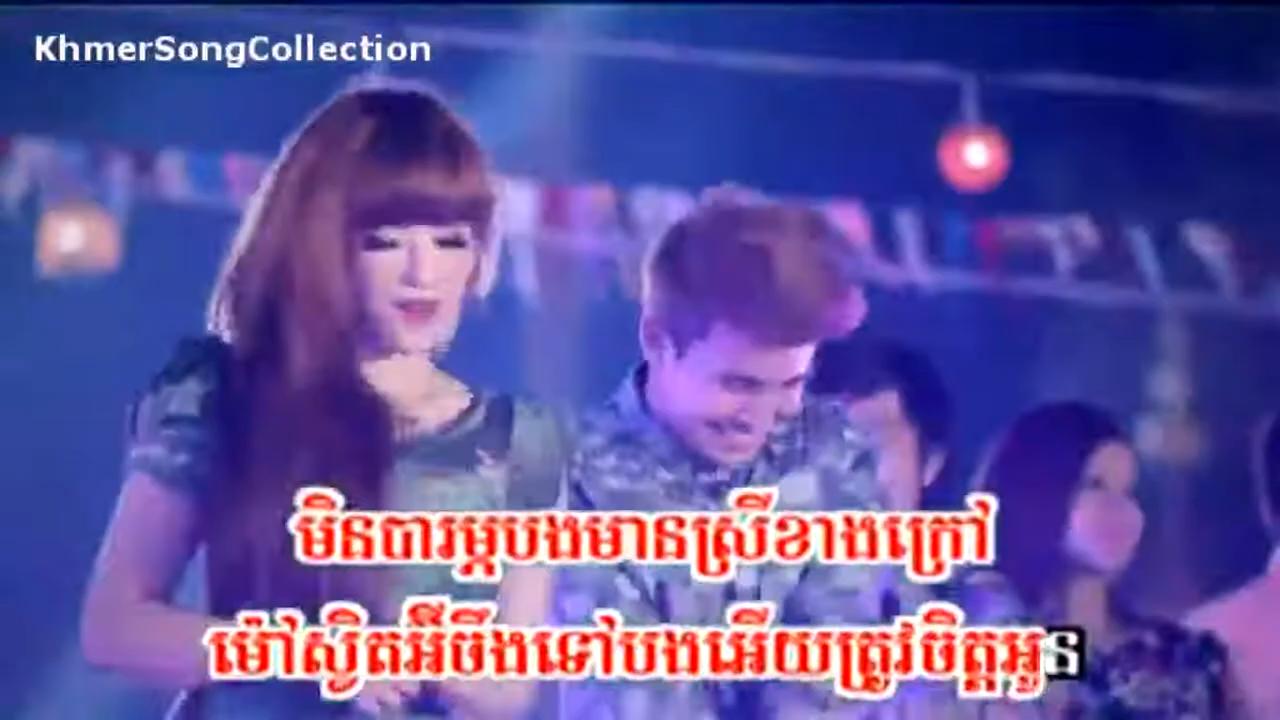 KhmerSongCollection
មិនបារម្ភបងមានស្រីខាងក្រៅ
ម៉ៅស្វិតអ៊ីចឹងទៅបងអើយត្រូវចិត្តអូន